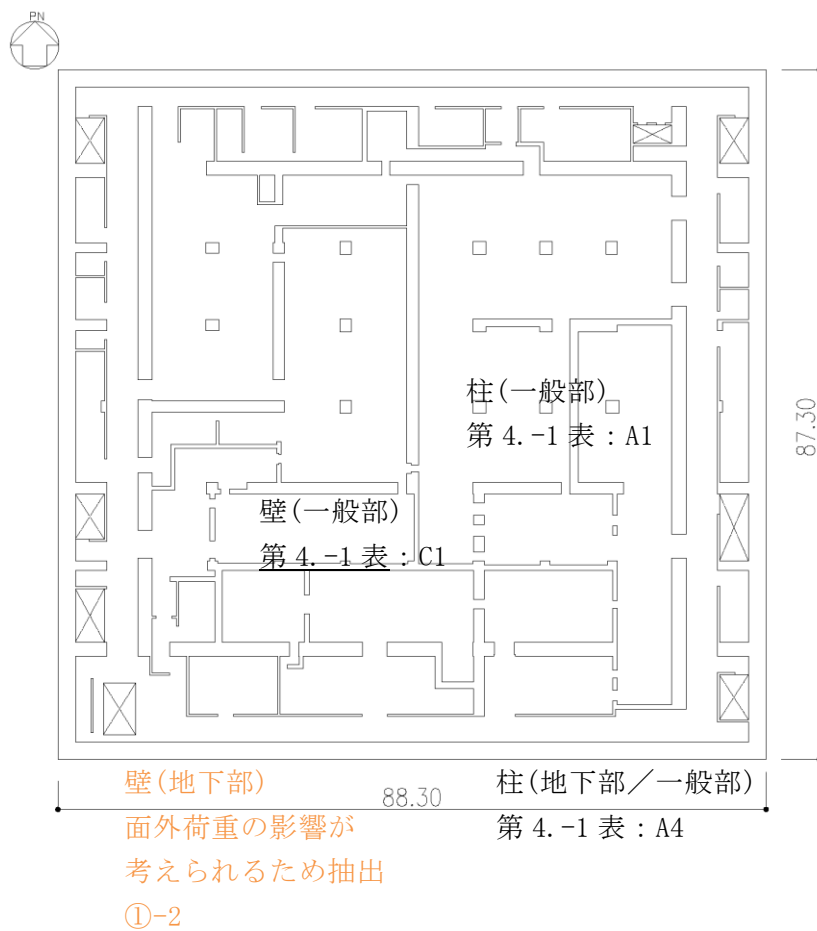 PN
柱(一般部)
第 4.-1 表：A1
87.30
壁(一般部)
第 4.-1 表：C1
88.30
壁(地下部)
面外荷重の影響が
考えられるため抽出
①-2
柱(地下部／一般部)
第 4.-1 表：A4